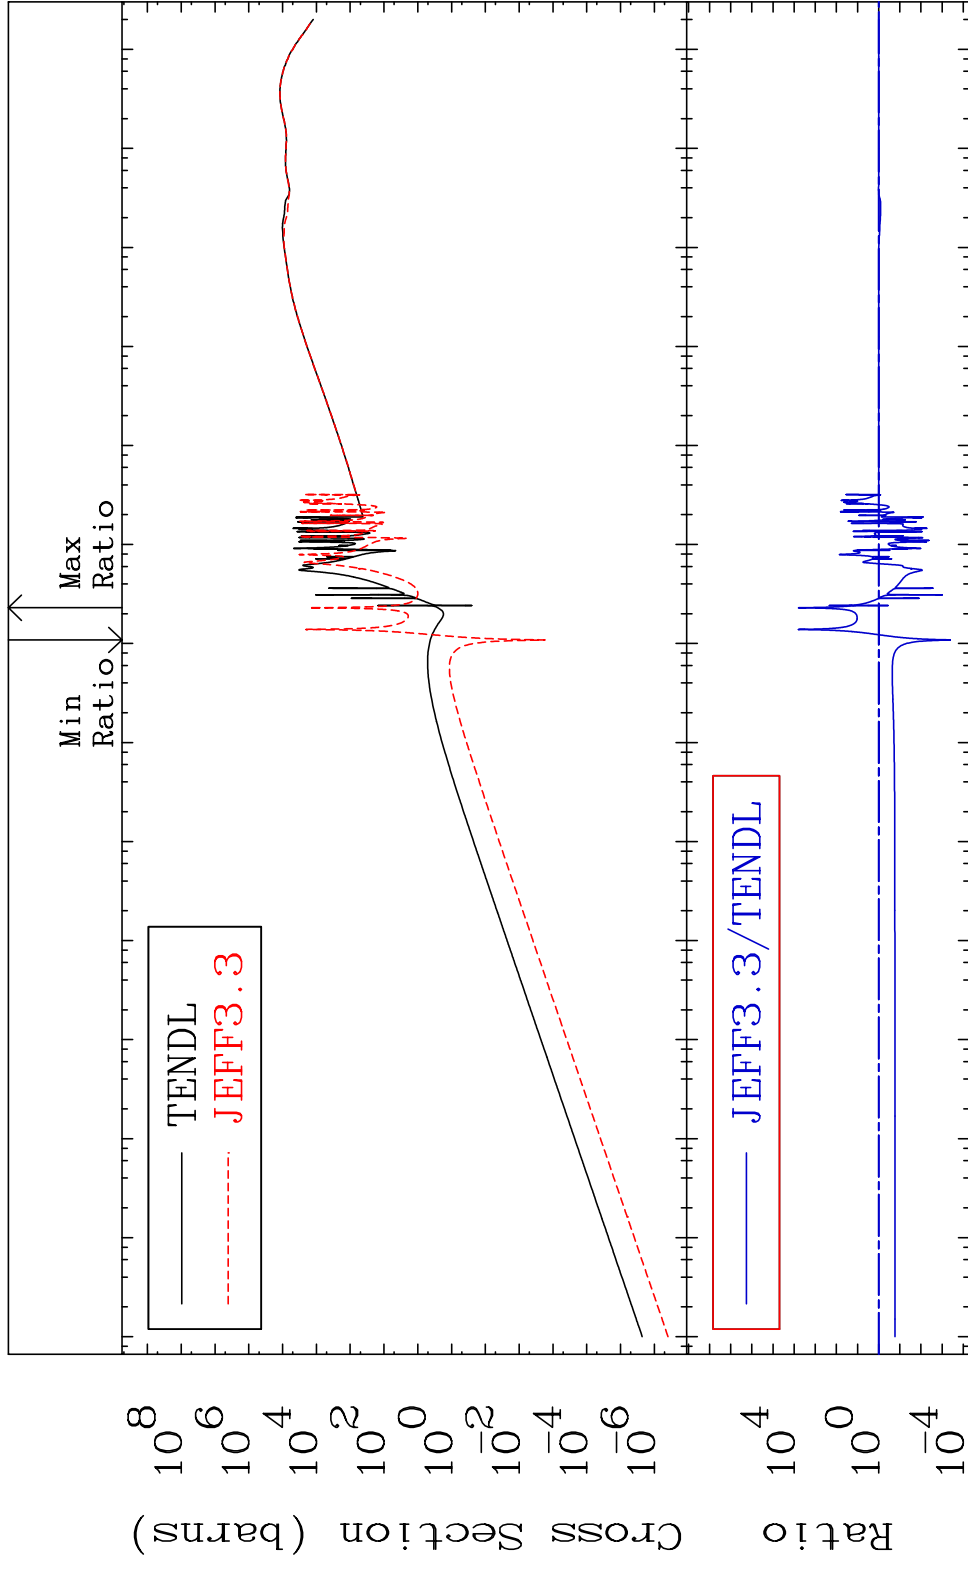 Min
Ratio
Max
Ratio
TENDL
JEFF3.3
10 8
10 6
10 4
10 2
10 0
10 -2
10 -4
10 -6
Cross Section (barns)
JEFF3.3/TENDL
10 4
10 0
10 -4
Ratio